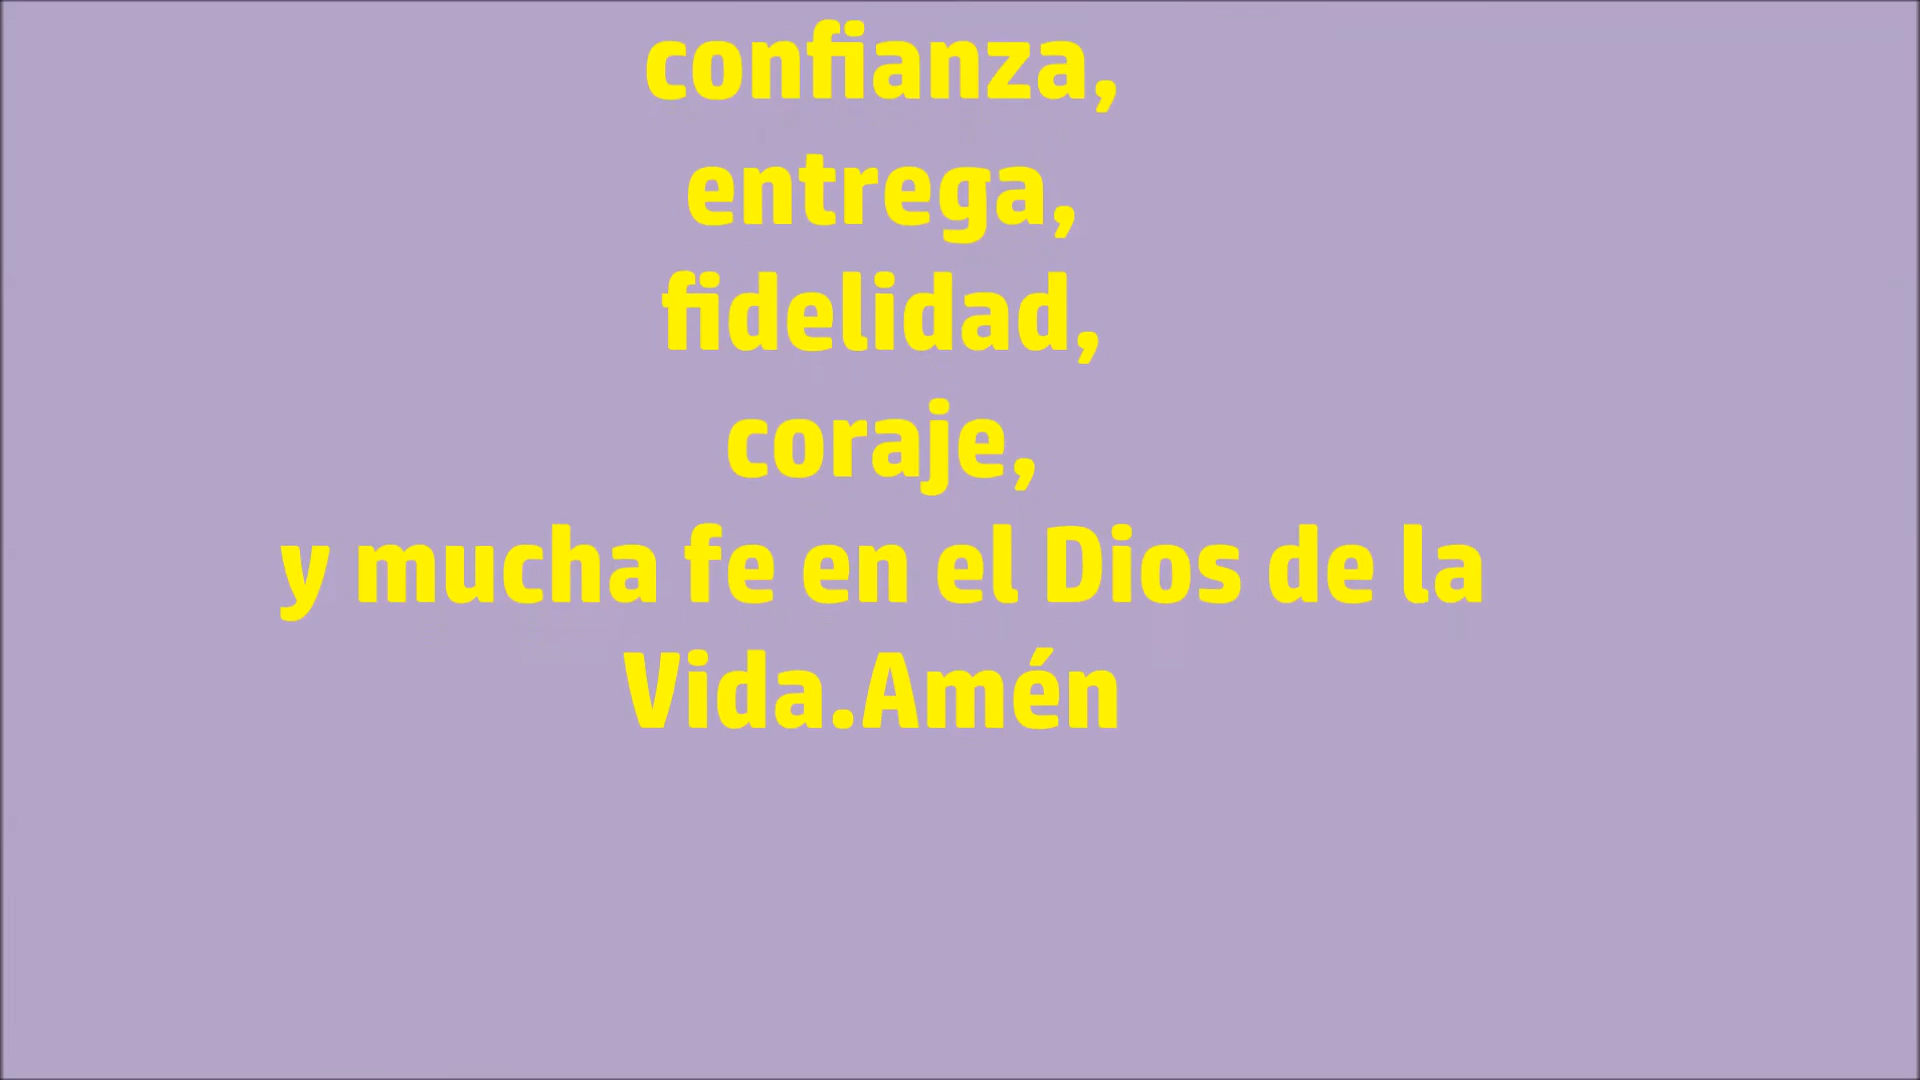 confianza,
entrega,
fidelidad,
coraje,
y mucha fe en el Dios de la
Vida.Amén